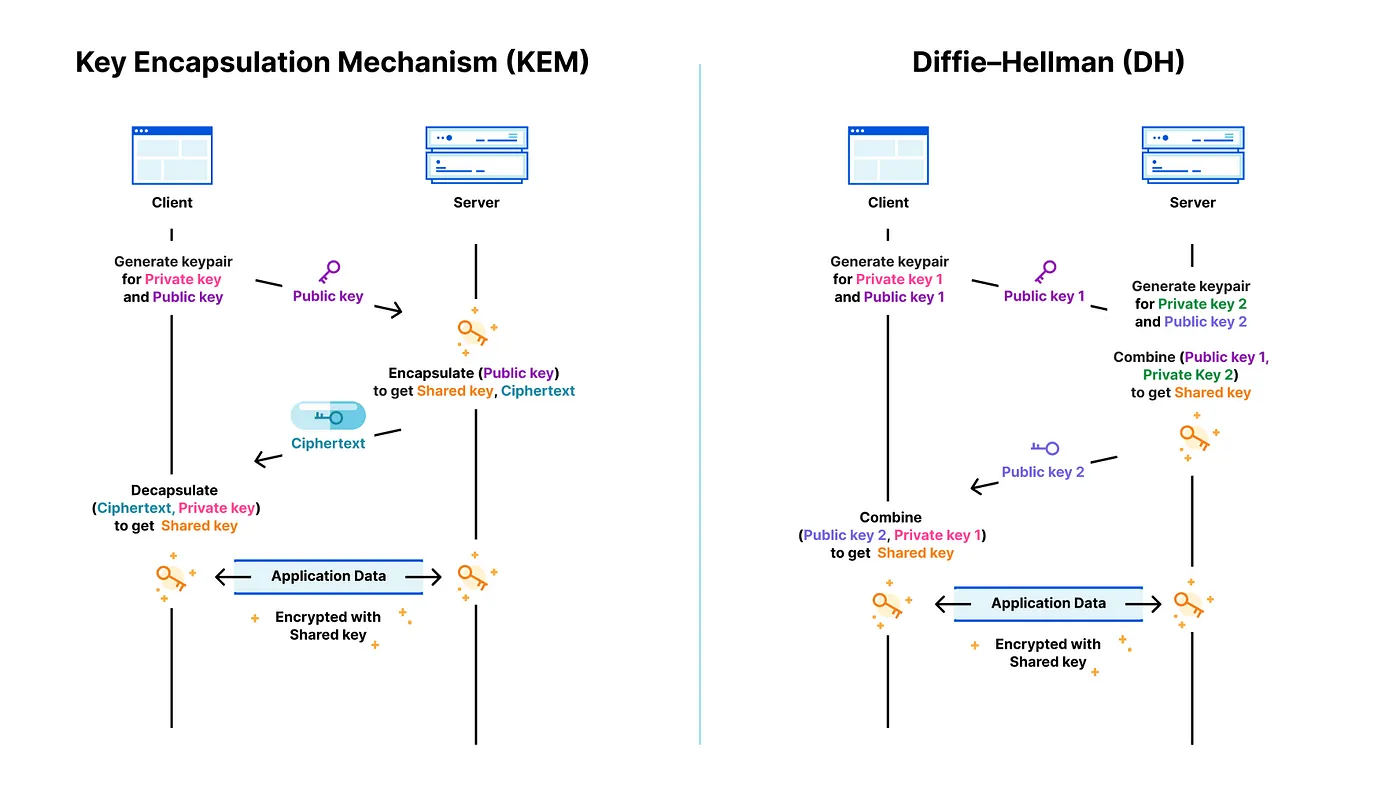 Key Encapsulation Mechanism (KEM)
Client
Server
Generate keypair
for Private key
and Public key
Public key
Encapsulate (Public key)
to get Shared key, Ciphertext
Ciphertext
Decapsulate
(Ciphertext, Private key)
to get Shared key
Application Data
Encrypted with
Shared key
Diffie–Hellman (DH)
Client
Server
Generate keypair
for Private key 1
and Public key 1
Public key 1
Generate keypair
for Private key 2
and Public key 2
Combine (Public key 1,
Private Key 2)
to get Shared key
Public key 2
Combine
(Public key 2, Private key 1)
to get Shared key
Application Data
Encrypted with
Shared key